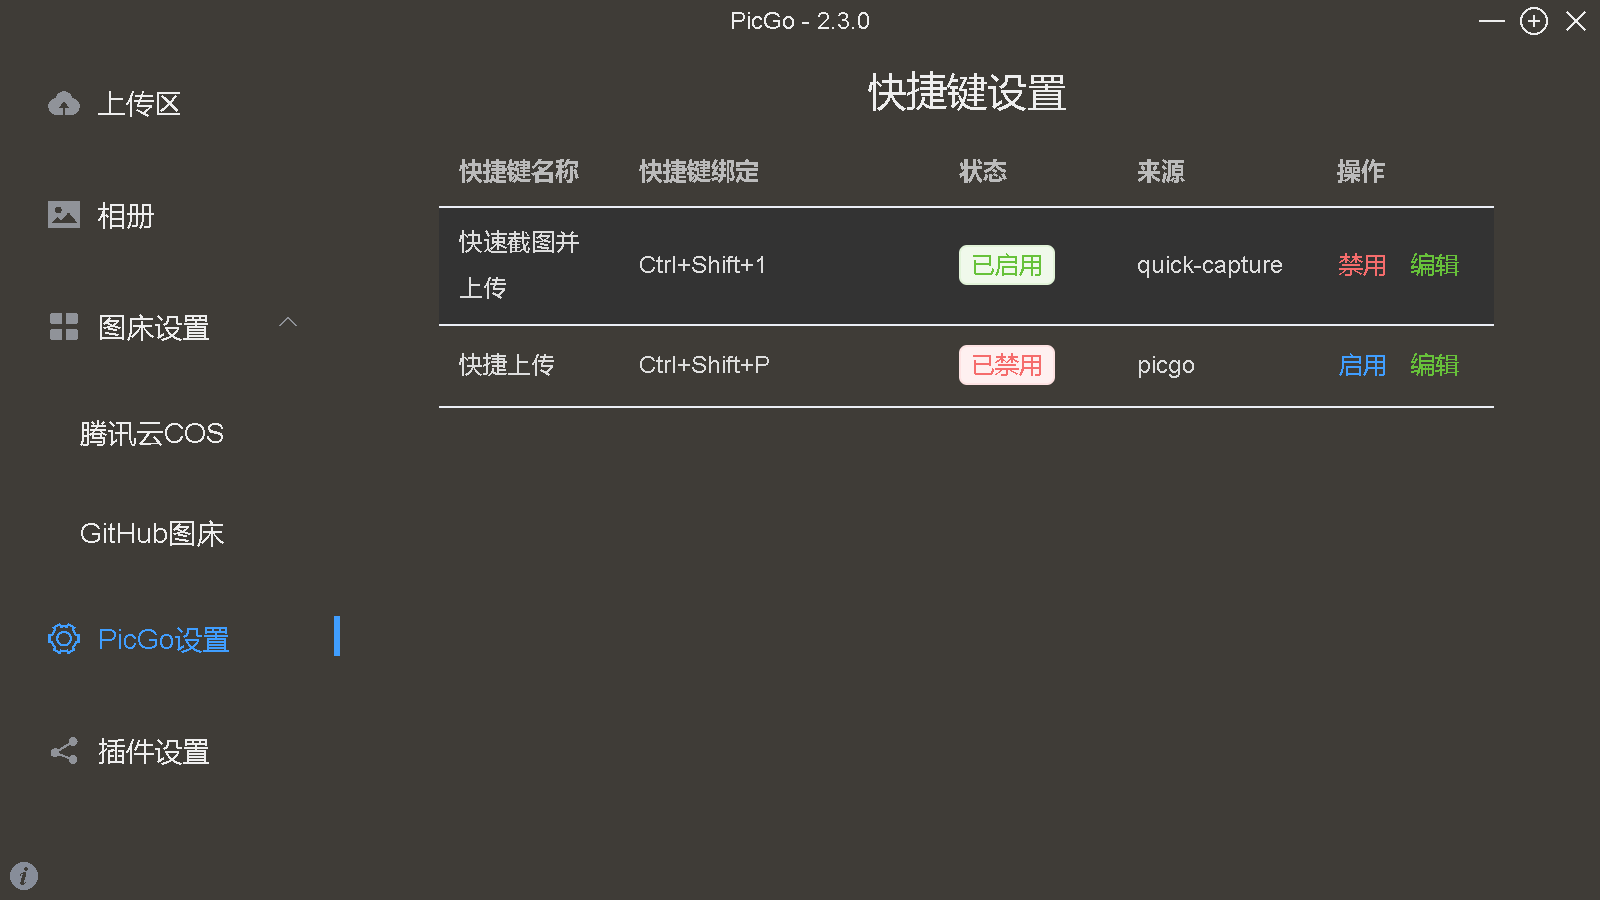 PicGo - 2.3.0
上传区
相册
图床设置
腾讯云COS
GitHub图床
PicGo设置
插件设置
快捷键设置
快捷键名称 快捷键绑定 状态 来源 操作
快速截图并
上传 Ctrl+Shift+1 已启用 quick-capture 禁用 编辑
快捷上传 Ctrl+Shift+P 已禁用 picgo 启用 编辑